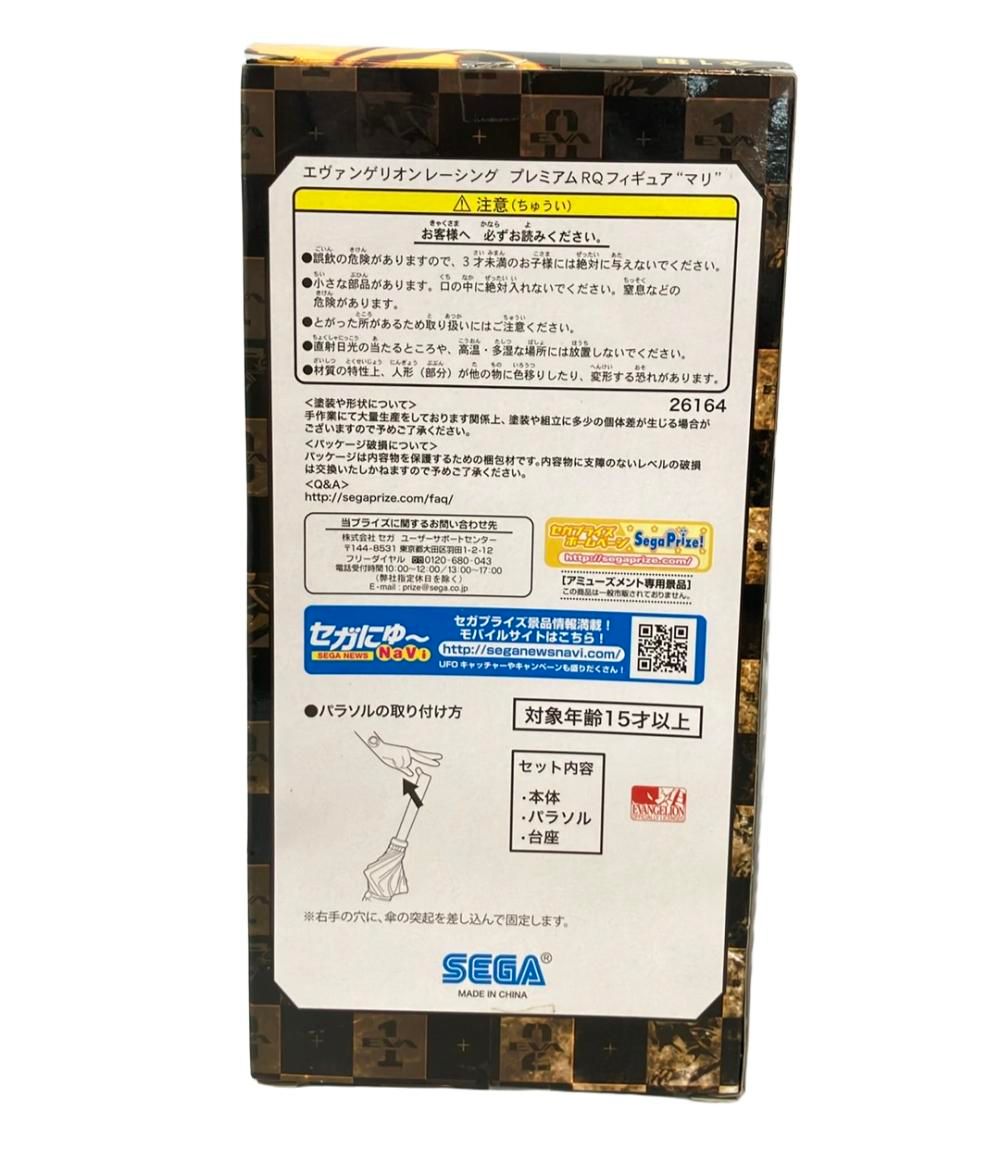 全1種
EVA
0
EVA
1
エヴァンゲリオンレーシング プレミアムRQフィギュア“マリ”
⚠ 注意(ちゅうい)
お客様へ 必ずお読みください。
●誤飲の危険がありますので、3才未満のお子様には絶対に与えないでください。
●小さな部品があります。口の中に絶対入れないでください。窒息などの
危険があります。
●とがった所があるため取り扱いにはご注意ください。
●直射日光の当たるところや、高温・多湿な場所には放置しないでください。
●材質の特性上、人形(部分)が他の物に色移りしたり、変形する恐れがあります。
26164
<塗装や形状について>
手作業にて大量生産をしております関係上、塗装や組立に多少の個体差が生じる場合が
ございますので予めご了承ください。
<パッケージ破損について>
パッケージは内容物を保護するための梱包材です。内容物に支障のないレベルの破損
は交換いたしかねますので予めご了承ください。
<Q&A>
http://segaprize.com/faq/
当プライズに関するお問い合わせ先
株式会社 セガ ユーザーサポートセンター
〒144-8531 東京都大田区羽田1-2-12
フリーダイヤル 0120-680-043
電話受付時間 10:00~12:00/13:00~17:00
(弊社指定休日を除く)
E-mail : prize@sega.co.jp
セガプライズ
ホームページ
Sega Prize!
http://segaprize.com/
[アミューズメント専用景品]
この商品は一般市販されておりません。
セガにゅ~
SEGA NEWS NaVi
セガプライズ景品情報満載!
モバイルサイトはこちら!
http://seganewsnavi.com/
UFOキャッチャーやキャンペーンも盛りだくさん!
●パラソルの取り付け方
対象年齢15才以上
セット内容
・本体
・パラソル
・台座
EVANGELION
※右手の穴に、傘の突起を差し込んで固定します。
SEGA®
MADE IN CHINA